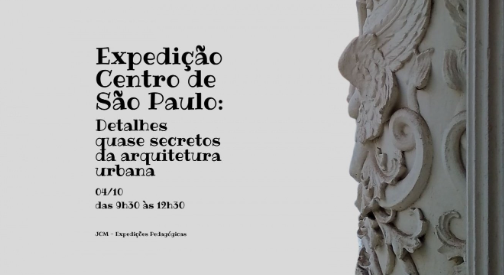 Expedição
Centro de
São Paulo:
Detalhes
quase secretos
da arquitetura
urbana
04/10
das 9h30 às 12h30
JCM - Expedições Pedagógicas